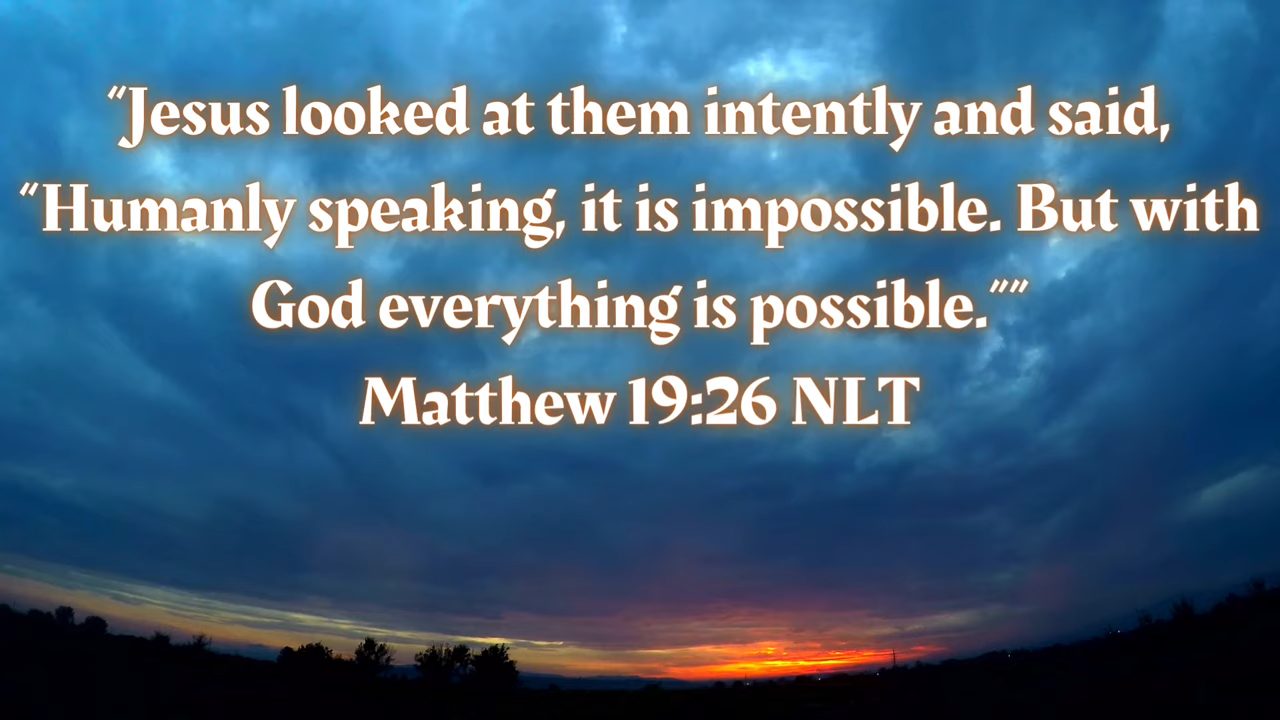 “Jesus looked at them intently and said,
“Humanly speaking, it is impossible. But with
God everything is possible.””
Matthew 19:26 NLT